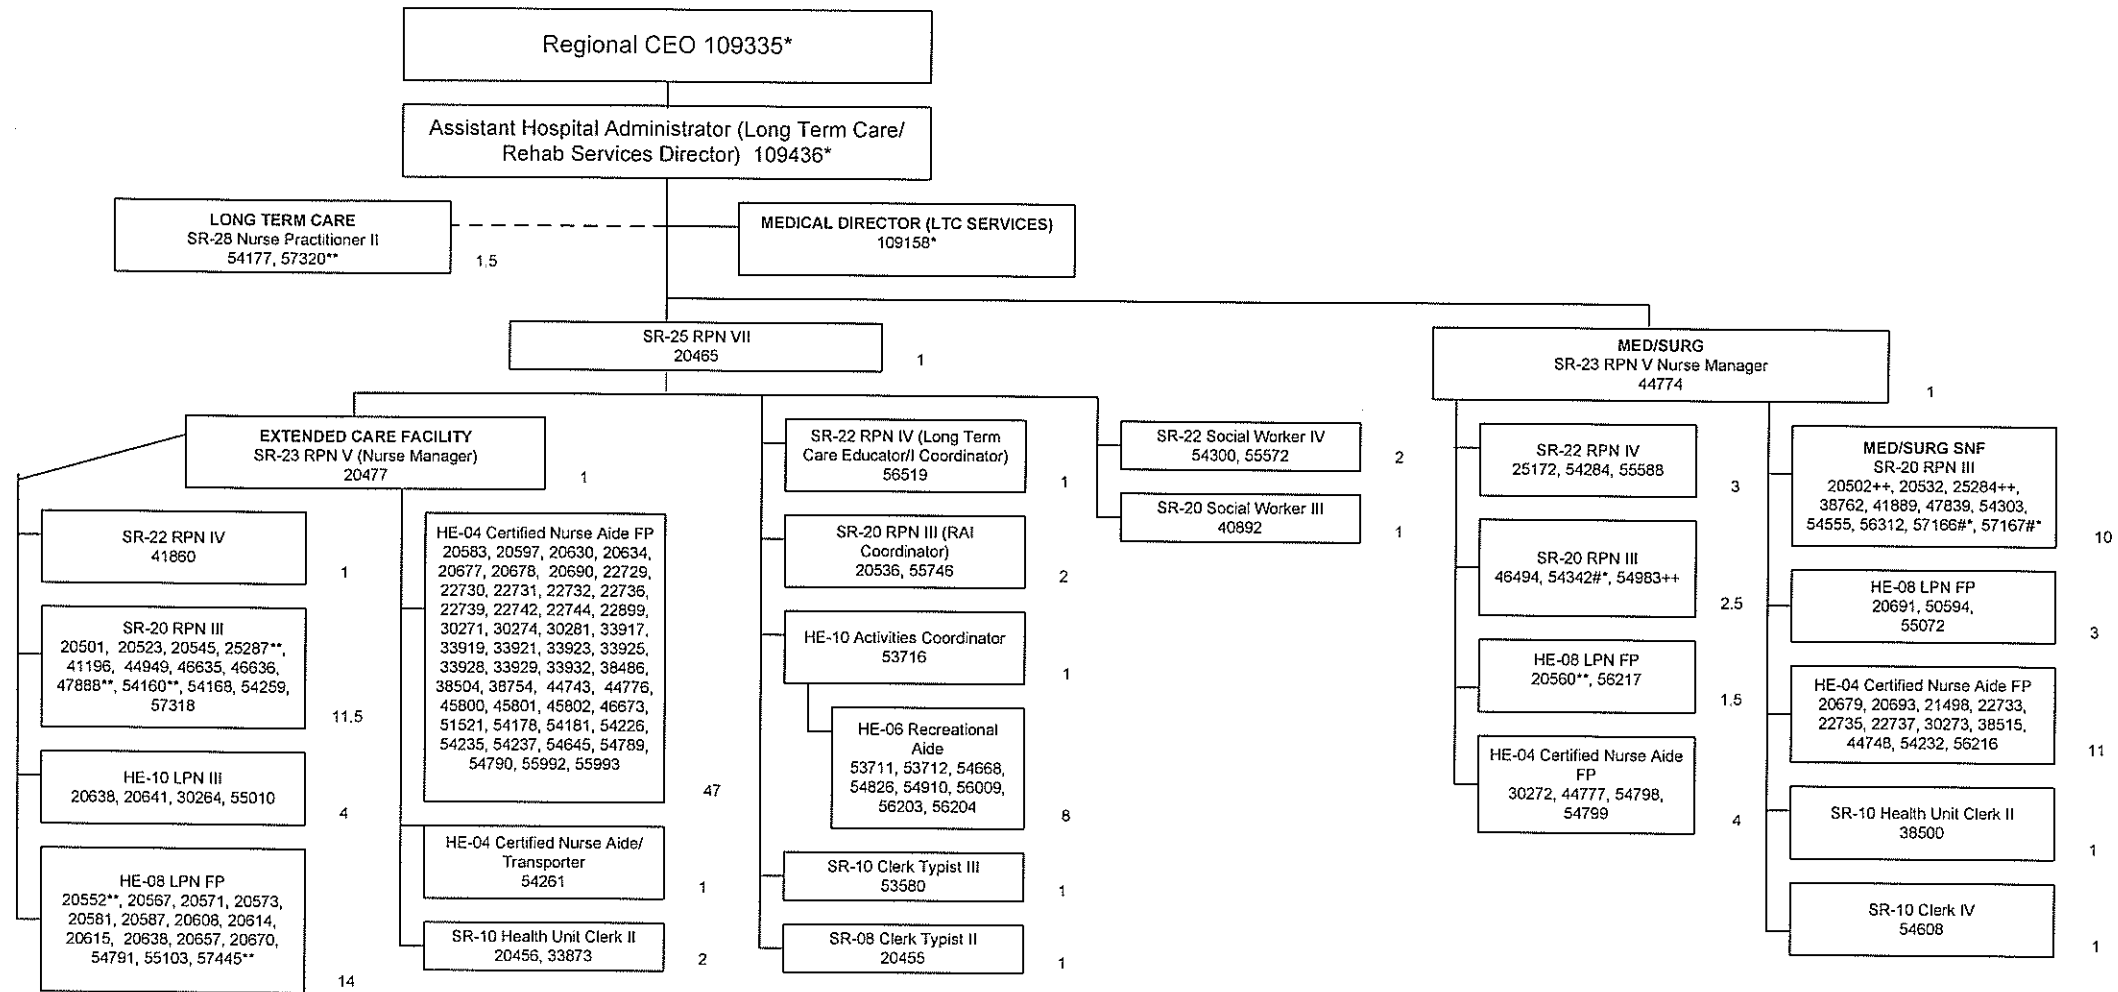 Regional CEO 109335*
Assistant Hospital Administrator (Long Term Care/
Rehab Services Director) 109436*
LONG TERM CARE
SR-28 Nurse Practitioner II
54177, 57320**
1.5
MEDICAL DIRECTOR (LTC SERVICES)
109158*
SR-25 RPN VII
20465
1
MED/SURG
SR-23 RPN V Nurse Manager
44774
1
EXTENDED CARE FACILITY
SR-23 RPN V (Nurse Manager)
20477
1
SR-22 RPN IV
41860
1
SR-20 RPN III
20501, 20523, 20545, 25287**,
41196, 44949, 46635, 46636,
47888**, 54160**, 54168, 54259,
57318
11.5
HE-10 LPN III
20638, 20641, 30264, 55010
4
HE-08 LPN FP
20552**, 20567, 20571, 20573,
20581, 20587, 20608, 20614,
20615, 20638, 20657, 20670,
54791, 55103, 57445**
14
HE-04 Certified Nurse Aide FP
20583, 20597, 20630, 20634,
20677, 20678, 20690, 22729,
22730, 22731, 22732, 22736,
22739, 22742, 22744, 22899,
30271, 30274, 30281, 33917,
33919, 33921, 33923, 33925,
33928, 33929, 33932, 38486,
38504, 38754, 44743, 44776,
45800, 45801, 45802, 46673,
51521, 54178, 54181, 54226,
54235, 54237, 54645, 54789,
54790, 55992, 55993
47
HE-04 Certified Nurse Aide/
Transporter
54261
1
SR-10 Health Unit Clerk II
20456, 33873
2
SR-22 RPN IV (Long Term
Care Educator/I Coordinator)
56519
1
SR-20 RPN III (RAI
Coordinator)
20536, 55746
2
HE-10 Activities Coordinator
53716
1
HE-06 Recreational
Aide
53711, 53712, 54668,
54826, 54910, 56009,
56203, 56204
8
SR-10 Clerk Typist III
53580
1
SR-08 Clerk Typist II
20455
1
SR-22 Social Worker IV
54300, 55572
2
SR-20 Social Worker III
40892
1
SR-22 RPN IV
25172, 54284, 55588
3
SR-20 RPN III
46494, 54342#*, 54983++
2.5
HE-08 LPN FP
20560**, 56217
1.5
HE-04 Certified Nurse Aide
FP
30272, 44777, 54798,
54799
4
MED/SURG SNF
SR-20 RPN III
20502++, 20532, 25284++,
38762, 41889, 47839, 54303,
54555, 56312, 57166#*, 57167#*
10
HE-08 LPN FP
20691, 50594,
55072
3
HE-04 Certified Nurse Aide FP
20679, 20693, 21498, 22733,
22735, 22737, 30273, 38515,
44748, 54232, 56216
11
SR-10 Health Unit Clerk II
38500
1
SR-10 Clerk IV
54608
1